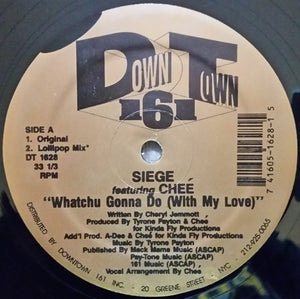 DOWN TOWN
161
SIDE A
1. Original
2. Lollipop Mix*
DT 1628
33 1/3
RPM
7 41605-1628-1 5
SIEGE
featuring CHEÉ
"Whatchu Gonna Do (With My Love)"
Written By Cheryl Jemmott
Produced By Tyrone Payton & Chee
for Kinda Fly Productions
Add'l Prod. A-Dee & Chee for Kinda Fly Productions
Music By Tyrone Payton
Published By Mack Mama Music (ASCAP)
Pay-Tone Music (ASCAP)
161 Music (ASCAP)
Vocal Arrangement By Cheé
DISTRIBUTED BY DOWNTOWN 161 INC. 20 GREENE STREET NYC 212-925-0065